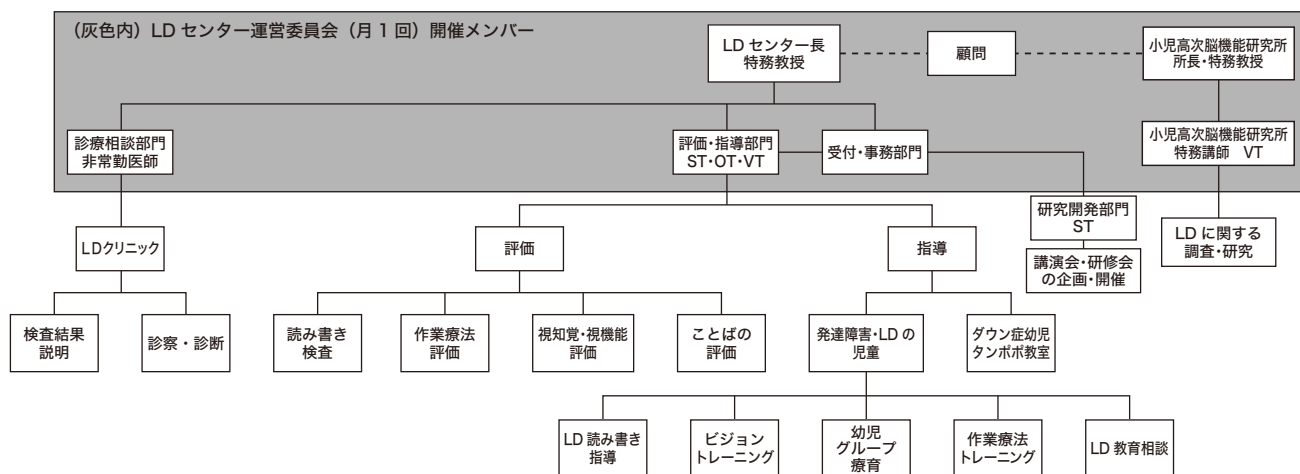 (灰色内)LD センター運営委員会(月1回)開催メンバー
LD センター長
特務教授
顧問
小児高次脳機能研究所
所長・特務教授
診療相談部門
非常勤医師
評価・指導部門
ST・OT・VT
受付・事務部門
小児高次脳機能研究所
特務講師 VT
LDクリニック
評価
指導
研究開発部門
ST
LD に関する
調査・研究
講演会・研修会
の企画・開催
検査結果
説明
診察・診断
読み書き
検査
作業療法
評価
視知覚・視機能
評価
ことばの
評価
発達障害・LD の
児童
ダウン症幼児
タンポポ教室
LD 読み書き
指導
ビジョン
トレーニング
幼児
グループ
療育
作業療法
トレーニング
LD 教育相談